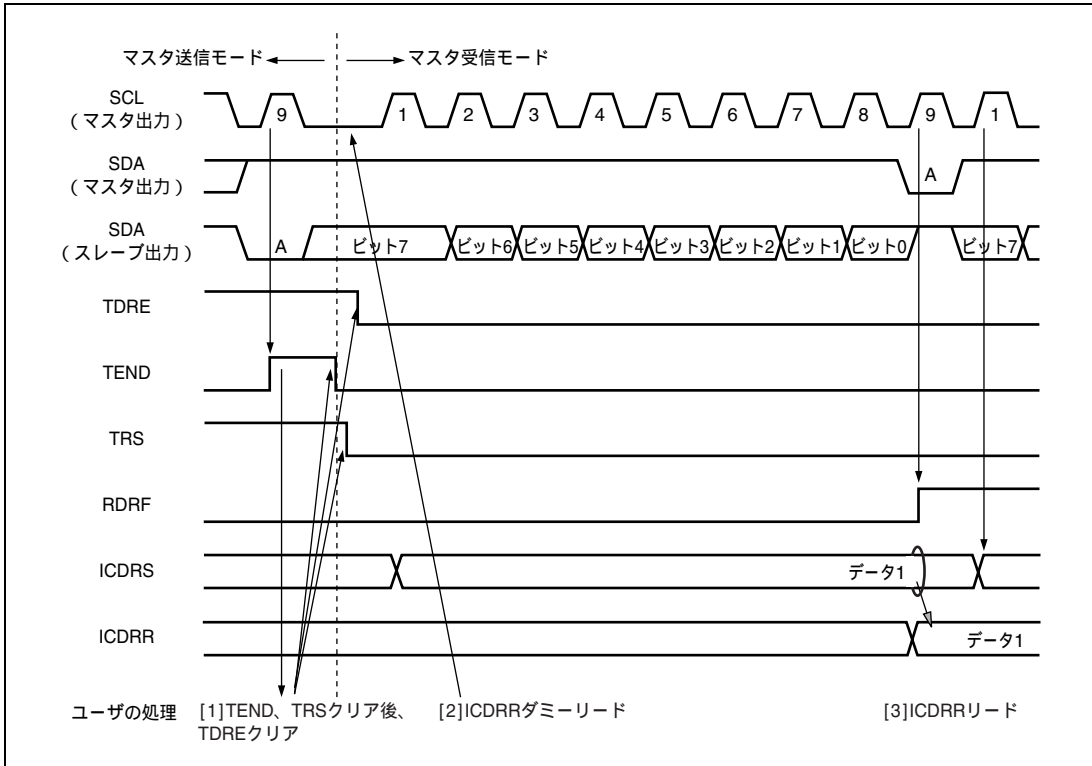 マスタ送信モード マスタ受信モード
SCL
（マスタ出力）
9 1 2 3 4 5 6 7 8 9 1
SDA
（マスタ出力）
A
SDA
（スレーブ出力）
A ビット7 ビット6 ビット5 ビット4 ビット3 ビット2 ビット1 ビット0 ビット7
TDRE
TEND
TRS
RDRF
ICDRS
データ1
ICDRR
データ1
ユーザの処理 [1]TEND、TRSクリア後、 [2]ICDRRダミーリード [3]ICDRRリード
TDREクリア